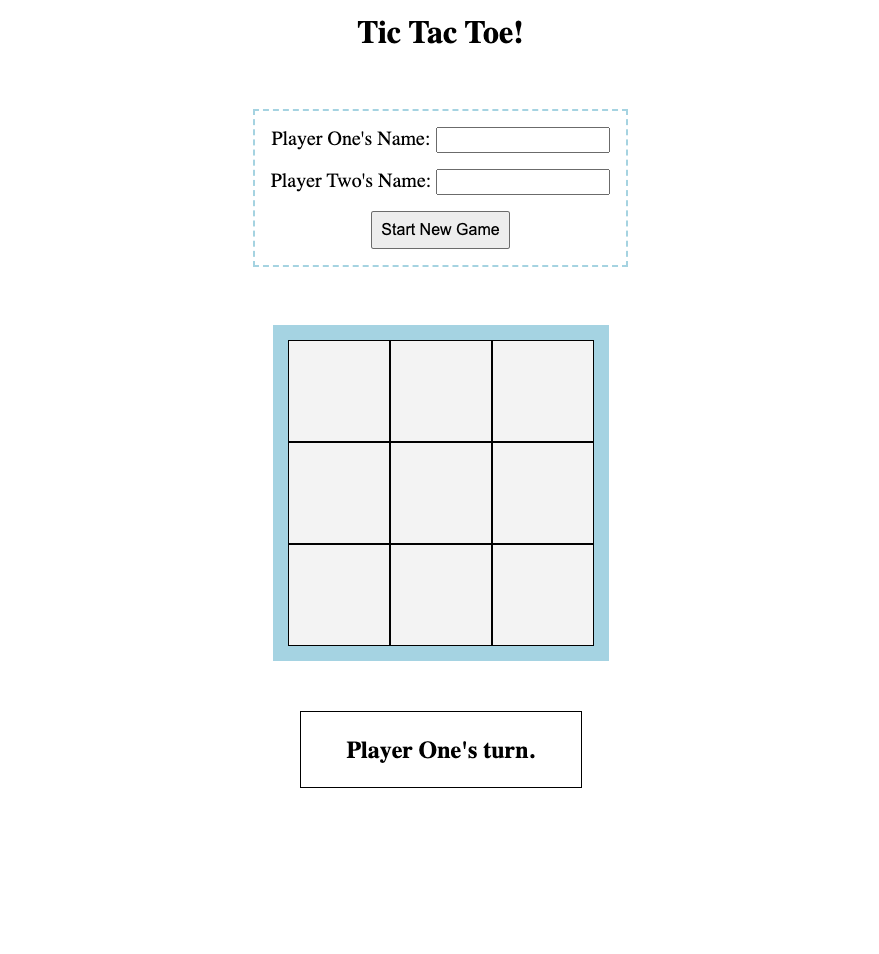 Tic Tac Toe!
Player One's Name:
Player Two's Name:
Start New Game
Player One's turn.